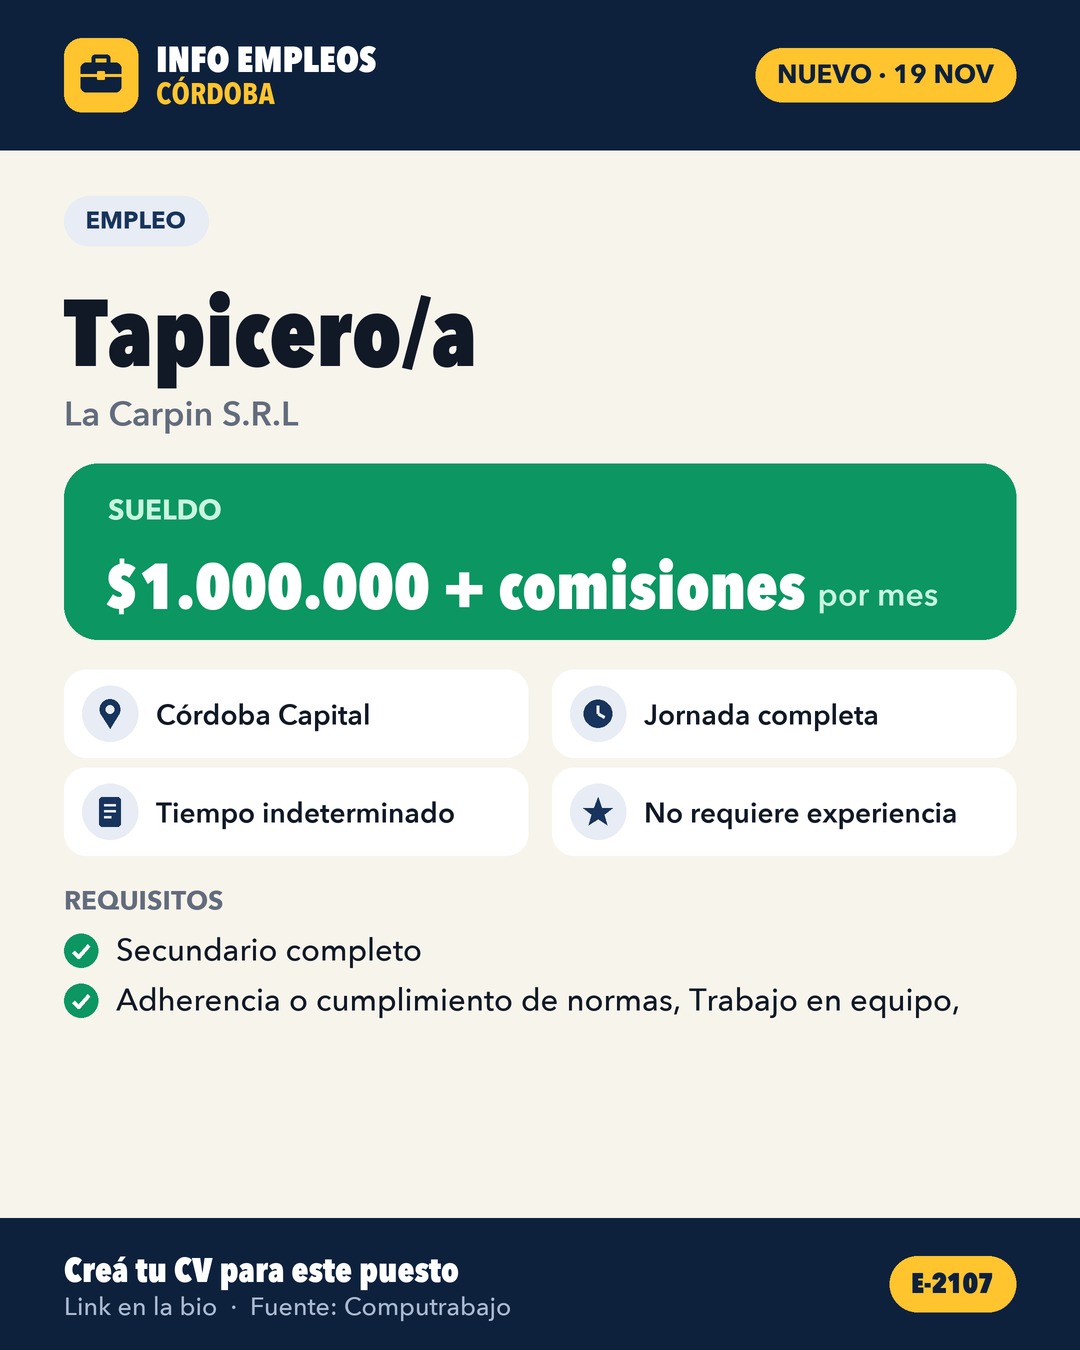 INFO EMPLEOS
CÓRDOBA
NUEVO · 19 NOV
EMPLEO
Tapicero/a
La Carpin S.R.L
SUELDO
$1.000.000 + comisiones por mes
Córdoba Capital
Jornada completa
Tiempo indeterminado
No requiere experiencia
REQUISITOS
Secundario completo
Adherencia o cumplimiento de normas, Trabajo en equipo,
Creá tu CV para este puesto
Link en la bio · Fuente: Computrabajo
E-2107